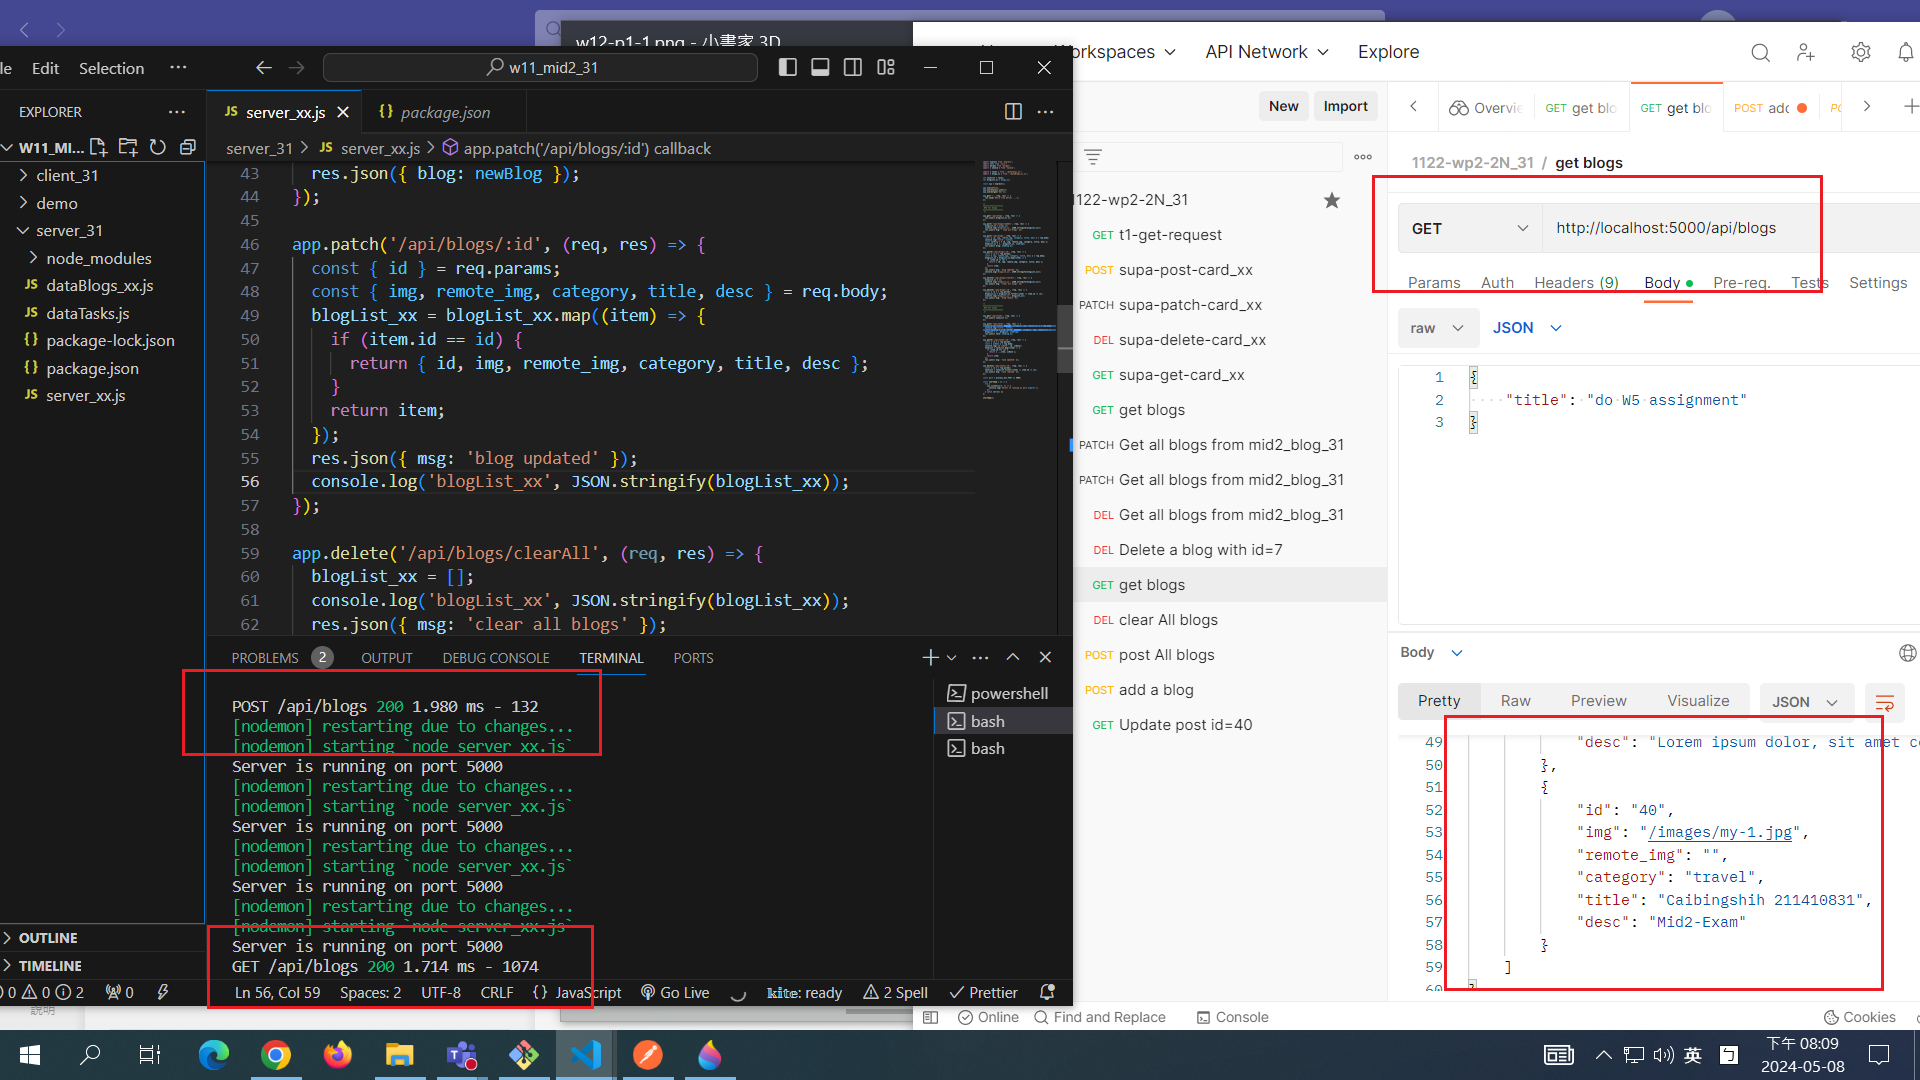 w12-p1-1.png - 小畫家 3D
le Edit Selection ···
w11_mid2_31
EXPLORER
W11_MI...
client_31
demo
server_31
node_modules
JS dataBlogs_xx.js
JS dataTasks.js
{} package-lock.json
{} package.json
JS server_xx.js
OUTLINE
TIMELINE
JS server_xx.js
{} package.json
server_31 > JS server_xx.js > app.patch('/api/blogs/:id') callback
43 res.json({ blog: newBlog });
44 });
45
46 app.patch('/api/blogs/:id', (req, res) => {
47 const { id } = req.params;
48 const { img, remote_img, category, title, desc } = req.body;
49 blogList_xx = blogList_xx.map((item) => {
50 if (item.id == id) {
51 return { id, img, remote_img, category, title, desc };
52 }
53 return item;
54 });
55 res.json({ msg: 'blog updated' });
56 console.log('blogList_xx', JSON.stringify(blogList_xx));
57 });
58
59 app.delete('/api/blogs/clearAll', (req, res) => {
60 blogList_xx = [];
61 console.log('blogList_xx', JSON.stringify(blogList_xx));
62 res.json({ msg: 'clear all blogs' });
PROBLEMS 2 OUTPUT DEBUG CONSOLE TERMINAL PORTS
POST /api/blogs 200 1.980 ms - 132
[nodemon] restarting due to changes...
[nodemon] starting `node server_xx.js`
Server is running on port 5000
[nodemon] restarting due to changes...
[nodemon] starting `node server_xx.js`
Server is running on port 5000
[nodemon] restarting due to changes...
[nodemon] starting `node server_xx.js`
Server is running on port 5000
[nodemon] restarting due to changes...
[nodemon] starting `node server_xx.js`
Server is running on port 5000
GET /api/blogs 200 1.714 ms - 1074
powershell
bash
bash
0 0 2 0 Ln 56, Col 59 Spaces: 2 UTF-8 CRLF {} JavaScript Go Live kite: ready 2 Spell Prettier
說明
Workspaces API Network Explore
New Import
Overvi GET get blo GET get blo POST adc
1122-wp2-2N_31
GET t1-get-request
POST supa-post-card_xx
PATCH supa-patch-card_xx
DEL supa-delete-card_xx
GET supa-get-card_xx
GET get blogs
PATCH Get all blogs from mid2_blog_31
PATCH Get all blogs from mid2_blog_31
DEL Get all blogs from mid2_blog_31
DEL Delete a blog with id=7
GET get blogs
DEL clear All blogs
POST post All blogs
POST add a blog
GET Update post id=40
1122-wp2-2N_31 / get blogs
GET http://localhost:5000/api/blogs
Params Auth Headers (9) Body Pre-req. Tests Settings
raw JSON
1 {
2 "title": "do W5 assignment"
3 }
Body
Pretty Raw Preview Visualize JSON
49 "desc": "Lorem ipsum dolor, sit amet c
50 },
51 {
52 "id": "40",
53 "img": "/images/my-1.jpg",
54 "remote_img": "",
55 "category": "travel",
56 "title": "Caibingshih 211410831",
57 "desc": "Mid2-Exam"
58 }
59 ]
60 }
Online Find and Replace Console Cookies
英 ㄅ 下午 08:09
2024-05-08